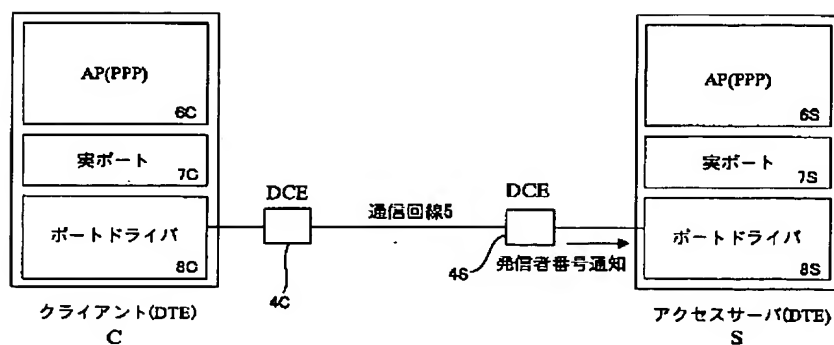 AP(PPP)
6C
実ポート
7C
ポートドライバ
8C
クライアント(DTE)
C
DCE
4C
通信回線5
DCE
4S
発信者番号通知
AP(PPP)
6S
実ポート
7S
ポートドライバ
8S
アクセスサーバ(DTE)
S